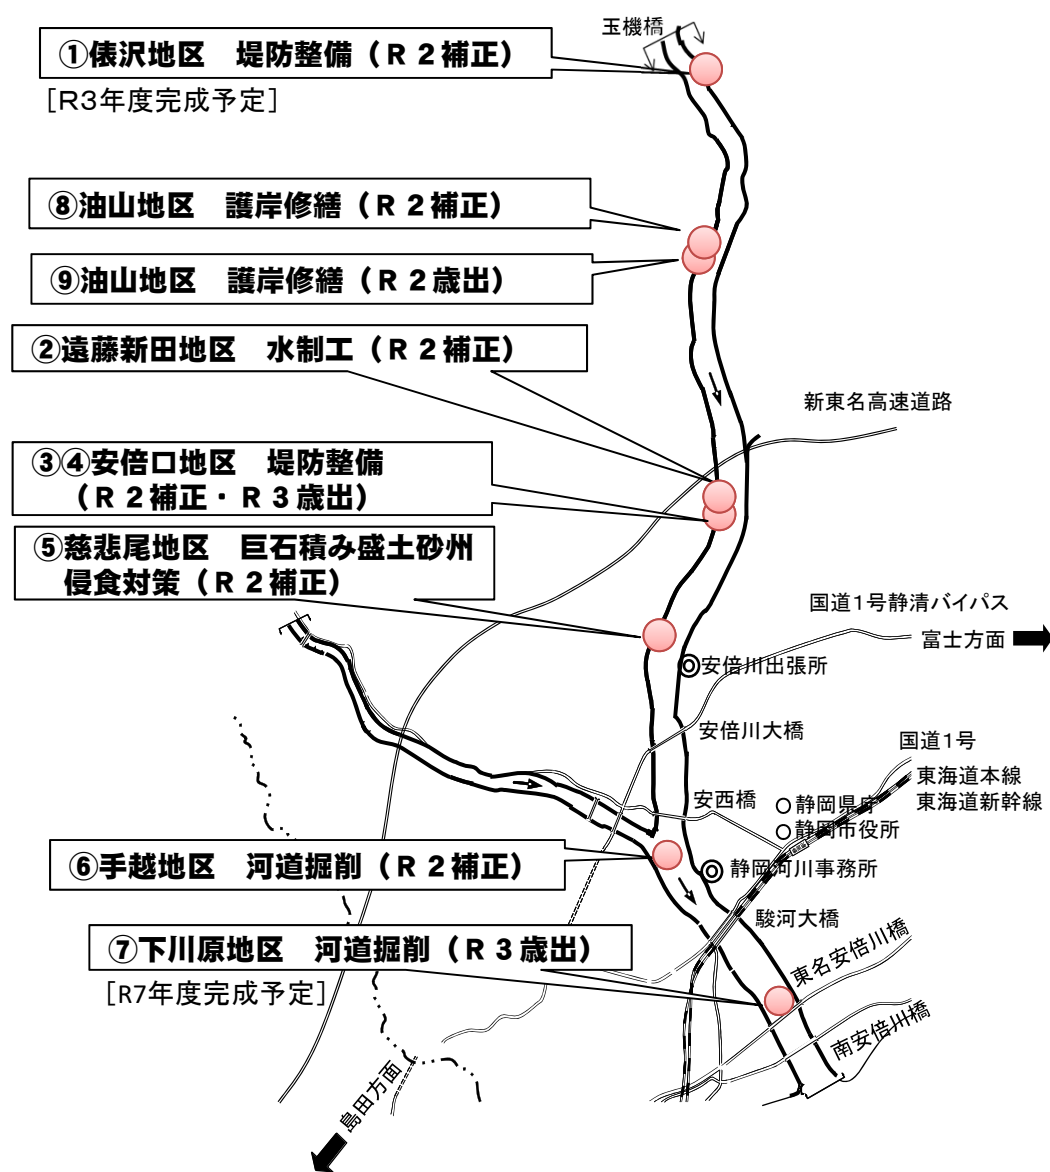 玉機橋
①俵沢地区　堤防整備（Ｒ２補正）
［R3年度完成予定］
⑧油山地区　護岸修繕（Ｒ２補正）
⑨油山地区　護岸修繕（Ｒ２歳出）
②遠藤新田地区　水制工（Ｒ２補正）
新東名高速道路
③④安倍口地区　堤防整備
（Ｒ２補正・Ｒ３歳出）
⑤慈悲尾地区　巨石積み盛土砂州
侵食対策（Ｒ２補正）
国道1号静清バイパス
富士方面
安倍川出張所
安倍川大橋
国道1号
東海道本線
東海道新幹線
安西橋
静岡県庁
静岡市役所
⑥手越地区　河道掘削（Ｒ２補正）
静岡河川事務所
駿河大橋
⑦下川原地区　河道掘削（Ｒ３歳出）
［R7年度完成予定］
東名安倍川橋
南安倍川橋
島田方面